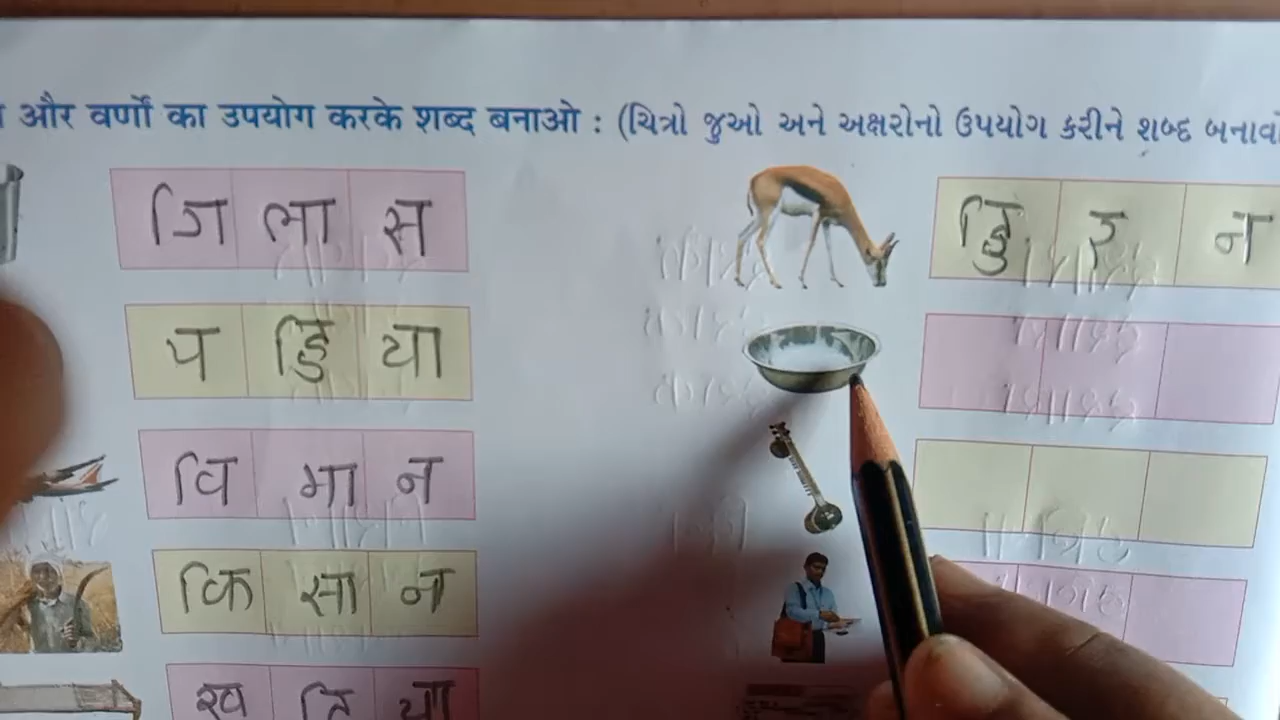 और वर्णों का उपयोग करके शब्द बनाओ : (ચિત્રો જુઓ અને અક્ષરોનો ઉપયોગ કરીને શબ્દ બનાવો
गि ला स
हि र न
प हि या
वि मा न
कि सा न
ख टि या